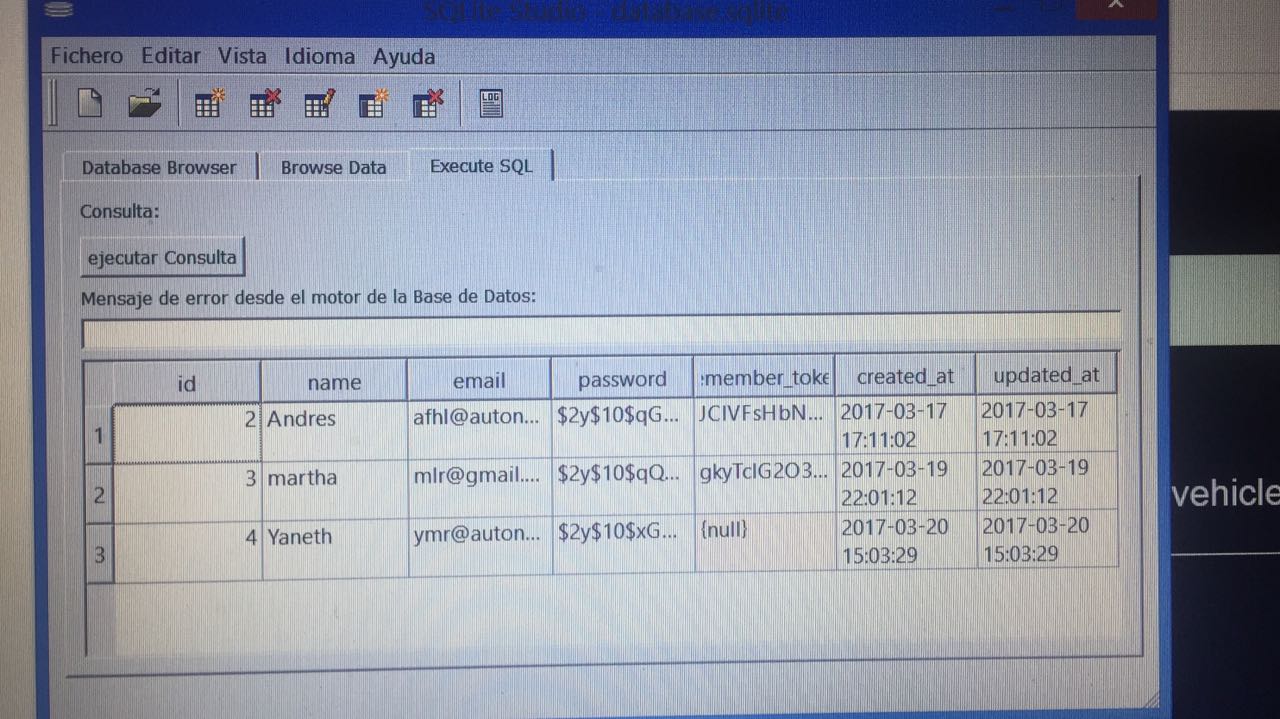 SQLite Studio - database.sqlite
Fichero Editar Vista Idioma Ayuda
LOG
Database Browser Browse Data Execute SQL
Consulta:
ejecutar Consulta
Mensaje de error desde el motor de la Base de Datos:
id name email password :member_toke created_at updated_at
1 2 Andres afhl@auton... $2y$10$qG... JCIVFsHbN... 2017-03-17 2017-03-17
17:11:02 17:11:02
2 3 martha mlr@gmail.... $2y$10$qQ... gkyTclG2O3... 2017-03-19 2017-03-19
22:01:12 22:01:12
3 4 Yaneth ymr@auton... $2y$10$xG... {null} 2017-03-20 2017-03-20
15:03:29 15:03:29
vehicle